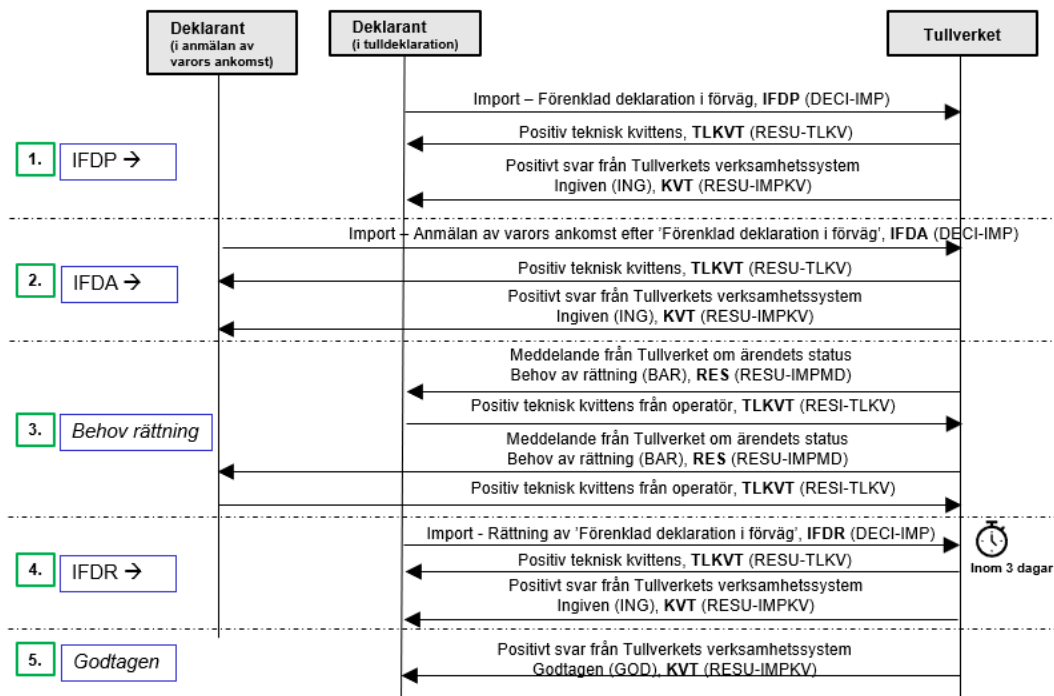 Deklarant
(i anmälan av
varors ankomst)
Deklarant
(i tulldeklaration)
Tullverket
Import – Förenklad deklaration i förväg, IFDP (DECI-IMP)
Positiv teknisk kvittens, TLKVT (RESU-TLKV)
1. IFDP →
Positivt svar från Tullverkets verksamhetssystem
Ingiven (ING), KVT (RESU-IMPKV)
Import – Anmälan av varors ankomst efter 'Förenklad deklaration i förväg', IFDA (DECI-IMP)
Positiv teknisk kvittens, TLKVT (RESU-TLKV)
2. IFDA →
Positivt svar från Tullverkets verksamhetssystem
Ingiven (ING), KVT (RESU-IMPKV)
Meddelande från Tullverket om ärendets status
Behov av rättning (BAR), RES (RESU-IMPMD)
Positiv teknisk kvittens från operatör, TLKVT (RESI-TLKV)
3. Behov rättning
Meddelande från Tullverket om ärendets status
Behov av rättning (BAR), RES (RESU-IMPMD)
Positiv teknisk kvittens från operatör, TLKVT (RESI-TLKV)
Import - Rättning av 'Förenklad deklaration i förväg', IFDR (DECI-IMP)
Positiv teknisk kvittens, TLKVT (RESU-TLKV)
Inom 3 dagar
4. IFDR →
Positivt svar från Tullverkets verksamhetssystem
Ingiven (ING), KVT (RESU-IMPKV)
5. Godtagen
Positivt svar från Tullverkets verksamhetssystem
Godtagen (GOD), KVT (RESU-IMPKV)